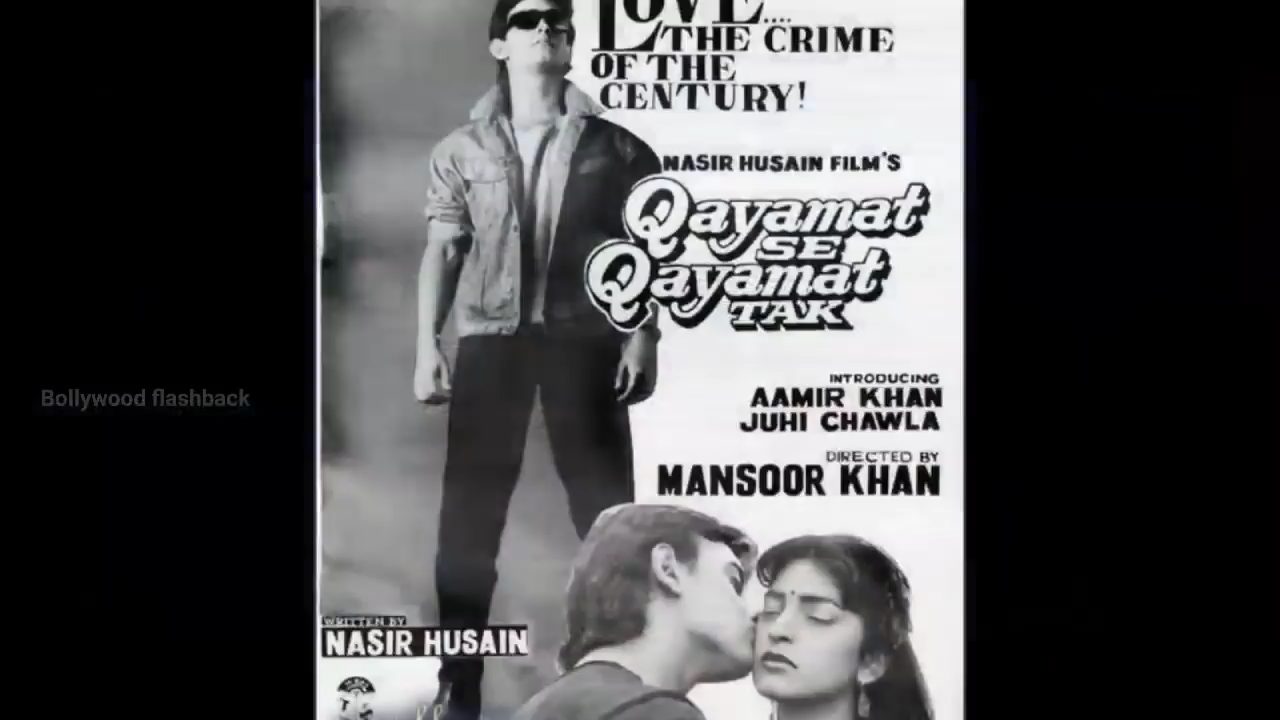 LOVE....
THE CRIME
OF THE
CENTURY!
NASIR HUSAIN FILM'S
Qayamat
SE
Qayamat
TAK
INTRODUCING
AAMIR KHAN
JUHI CHAWLA
DIRECTED BY
MANSOOR KHAN
Bollywood flashback
WRITTEN BY
NASIR HUSAIN